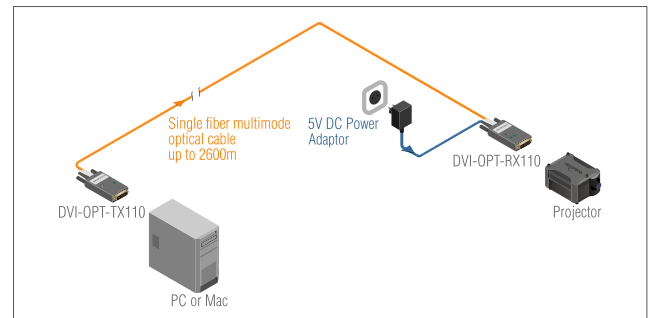 Single fiber multimode
optical cable
up to 2600m
5V DC Power
Adaptor
DVI-OPT-RX110
DVI-OPT-TX110
Projector
PC or Mac